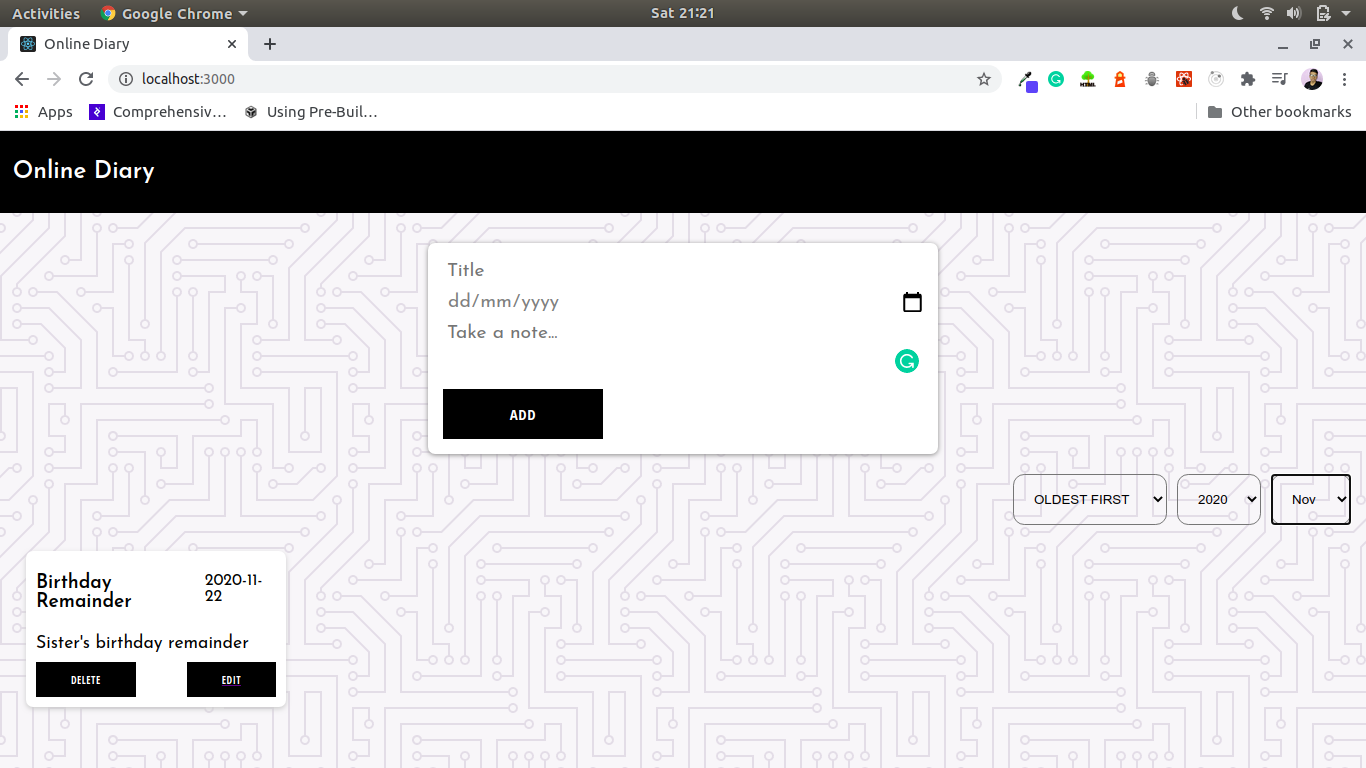 Activities Google Chrome Sat 21:21
Online Diary
localhost:3000
Apps Comprehensiv... Using Pre-Buil... Other bookmarks
Online Diary
Title
dd/mm/yyyy
Take a note...
ADD
OLDEST FIRST 2020 Nov
Birthday
Remainder
2020-11-
22
Sister's birthday remainder
DELETE EDIT